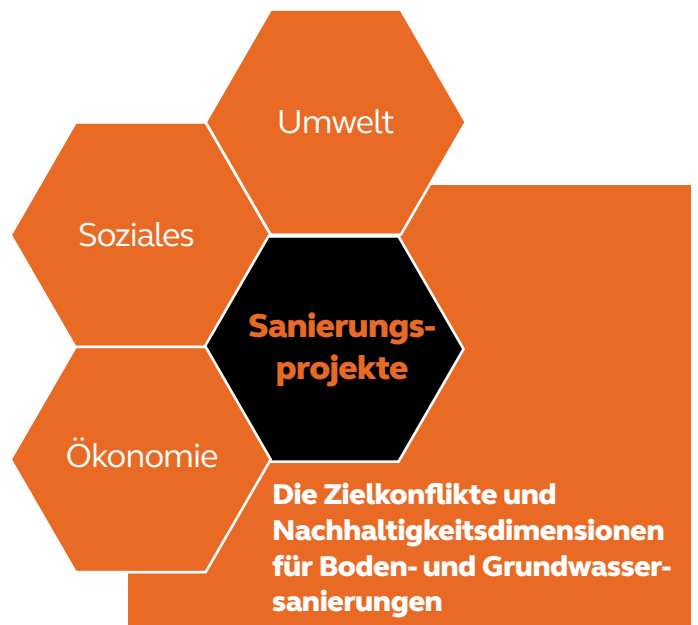 Umwelt
Soziales
Sanierungs-
projekte
Ökonomie
Die Zielkonflikte und
Nachhaltigkeitsdimensionen
für Boden- und Grundwasser-
sanierungen